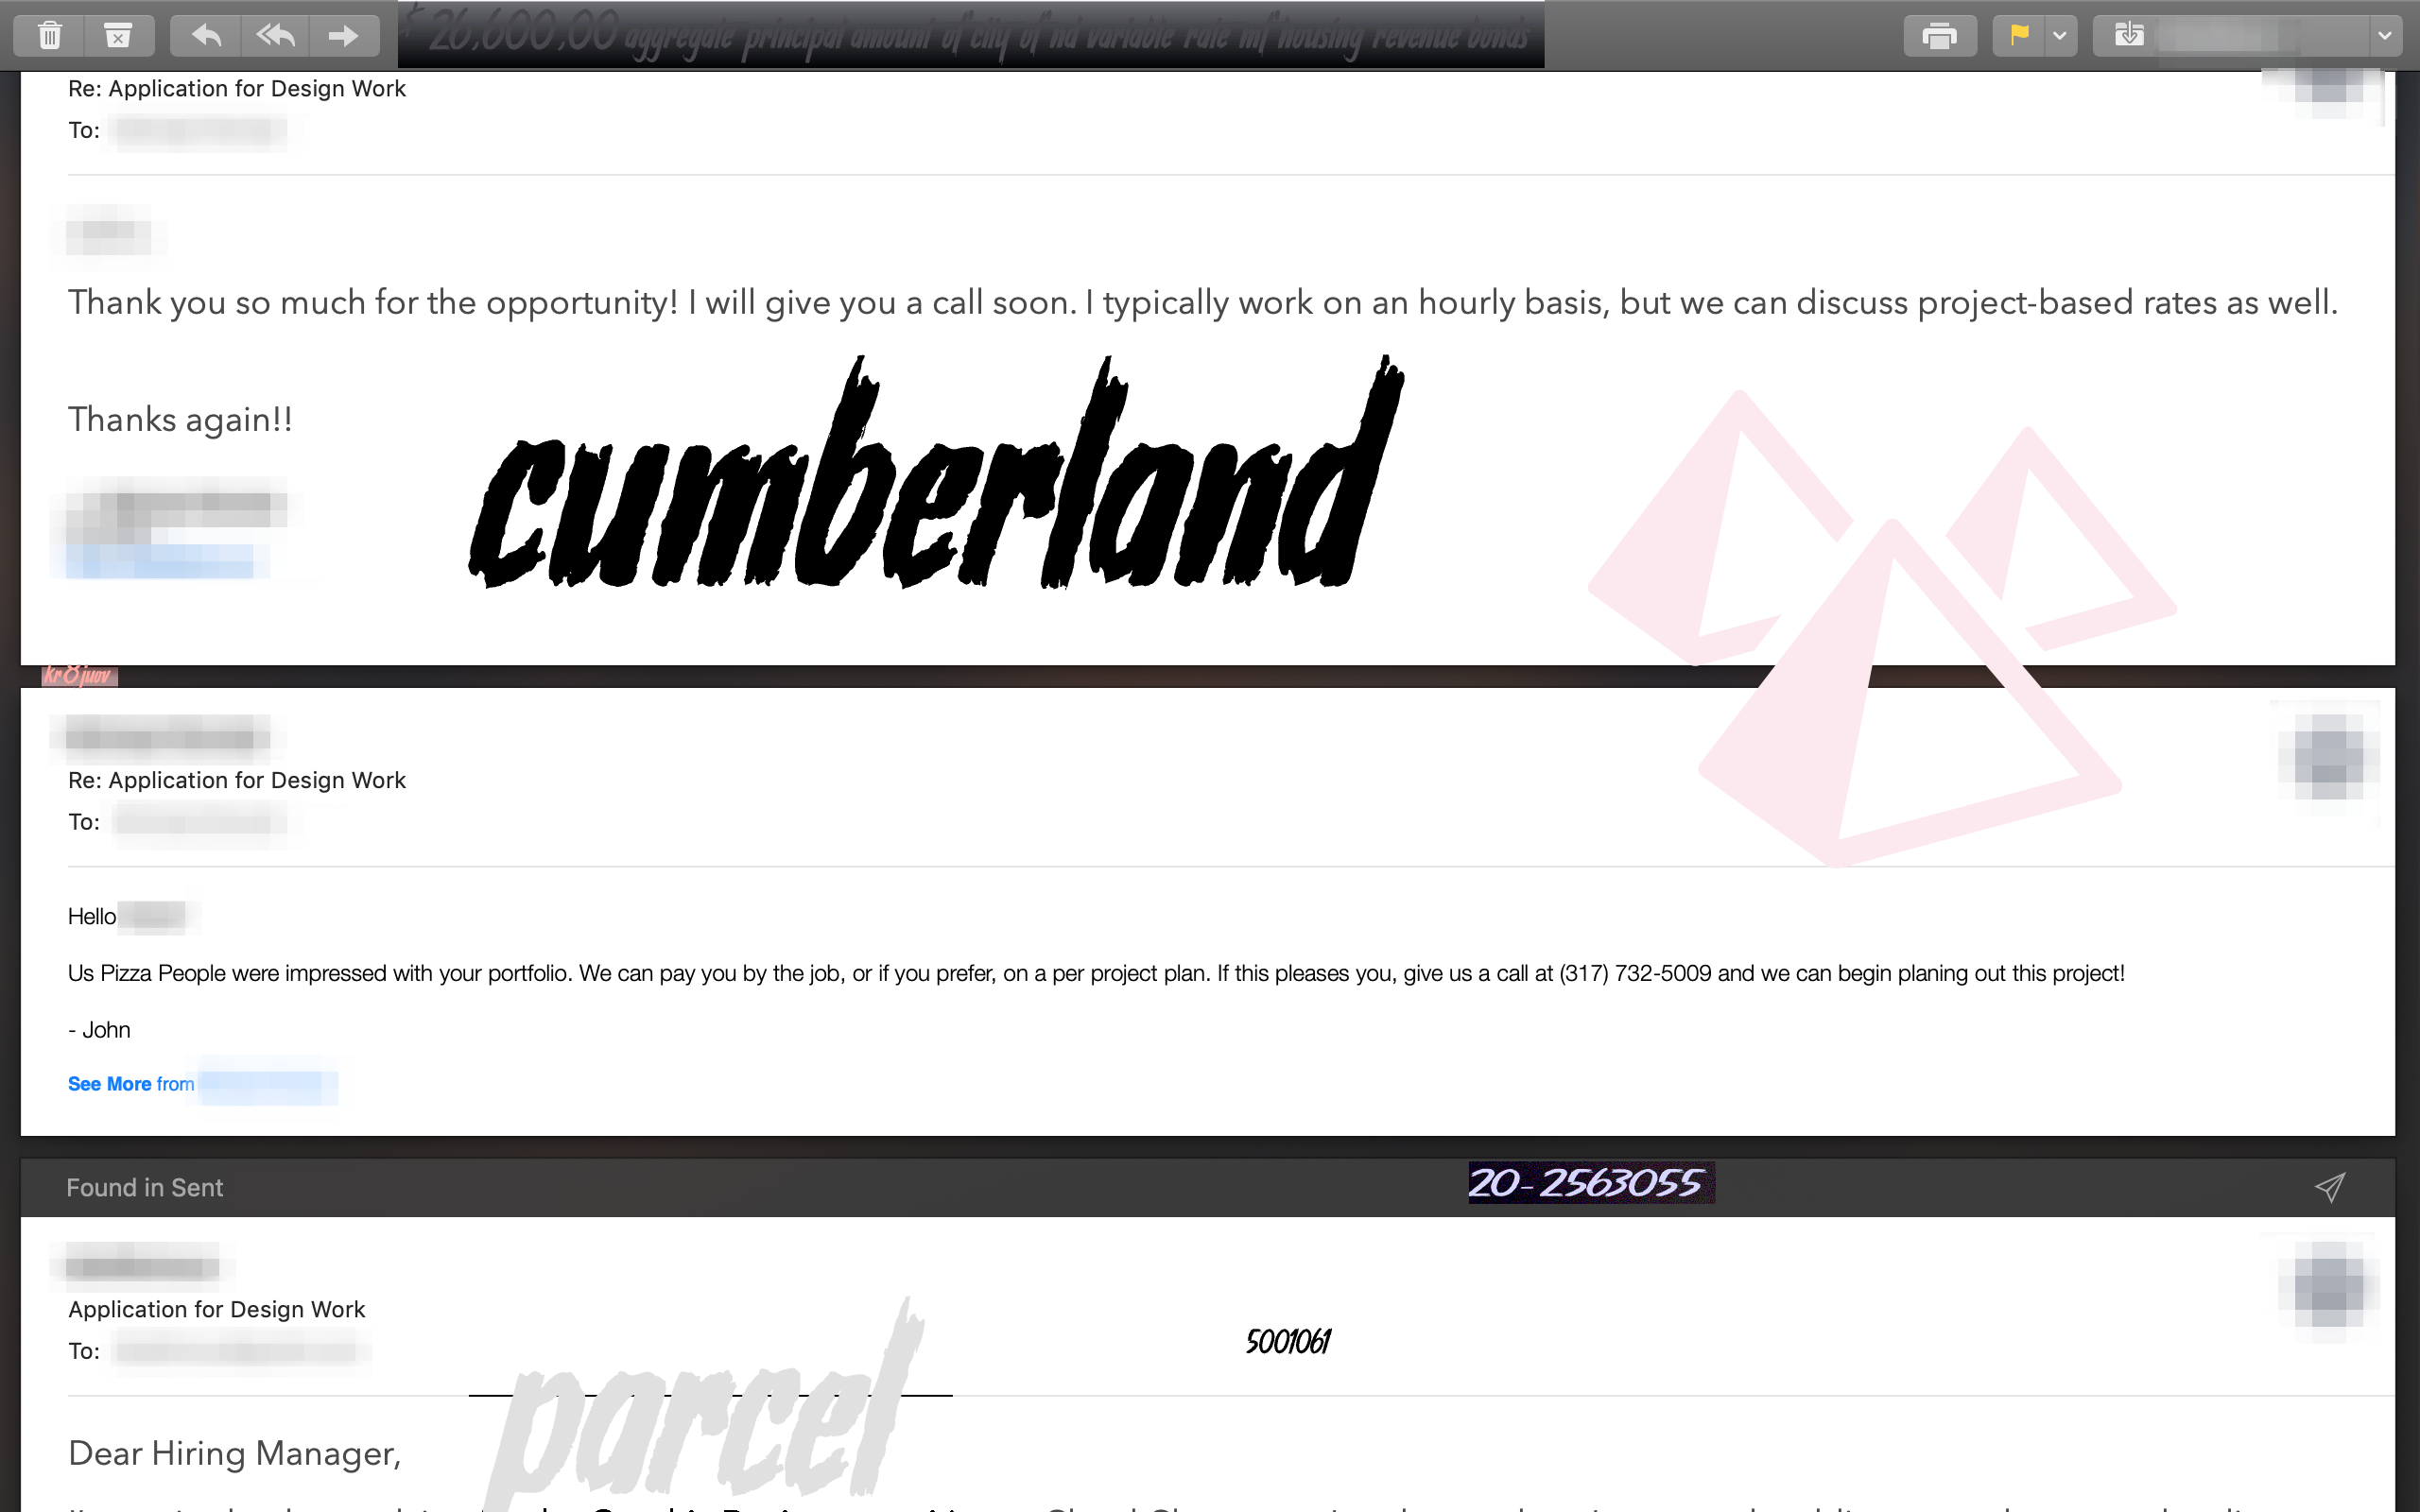 $26,600,00 aggregate principal amount of city of nd variable rate mf housing revenue bonds
Re: Application for Design Work
To:
Thank you so much for the opportunity! I will give you a call soon. I typically work on an hourly basis, but we can discuss project-based rates as well.
Thanks again!!
cumberland
kr8juov
Re: Application for Design Work
To:
Hello
Us Pizza People were impressed with your portfolio. We can pay you by the job, or if you prefer, on a per project plan. If this pleases you, give us a call at (317) 732-5009 and we can begin planing out this project!
- John
See More from
Found in Sent
20-2563055
Application for Design Work
To:
5001061
parcel
Dear Hiring Manager,